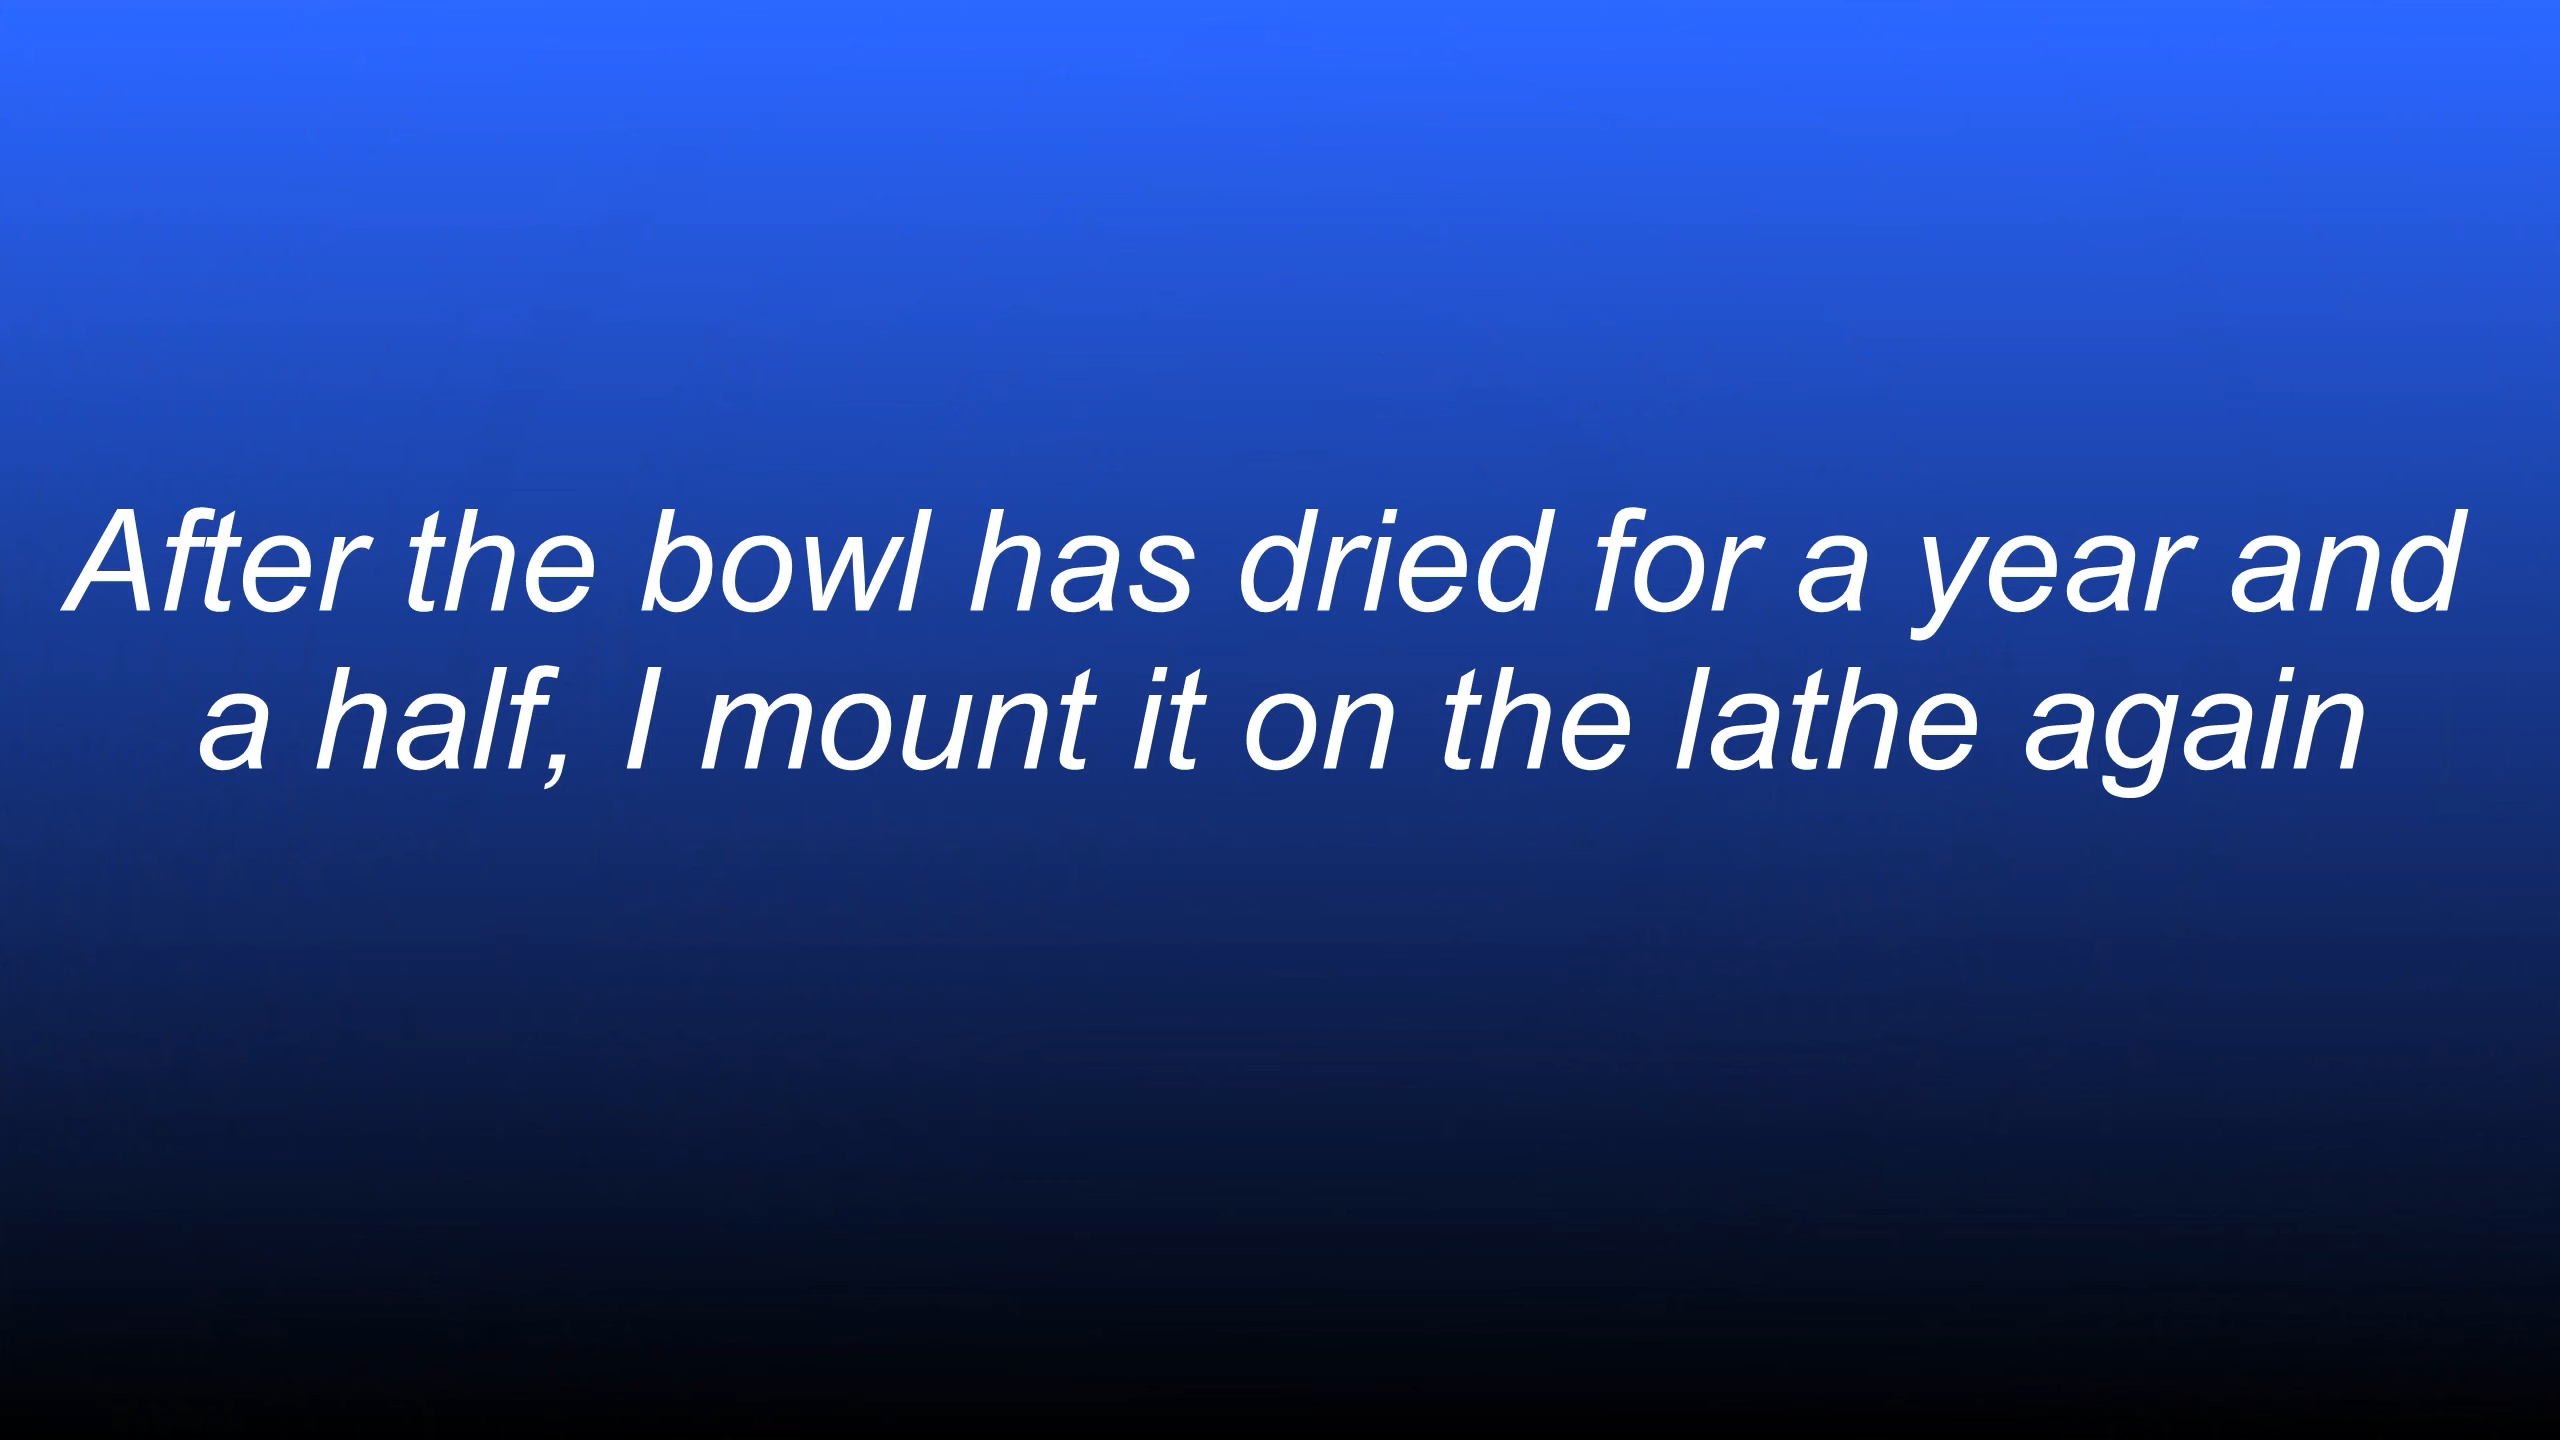 After the bowl has dried for a year and
a half, I mount it on the lathe again